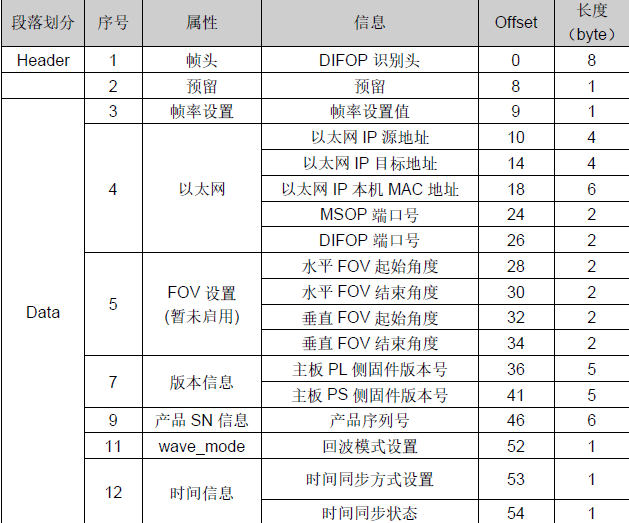 段落划分 序号 属性 信息 Offset 长度
（byte）
Header 1 帧头 DIFOP 识别头 0 8
2 预留 预留 8 1
Data
3 帧率设置 帧率设置值 9 1
4 以太网
以太网 IP 源地址 10 4
以太网 IP 目标地址 14 4
以太网 IP 本机 MAC 地址 18 6
MSOP 端口号 24 2
DIFOP 端口号 26 2
5 FOV 设置
(暂未启用)
水平 FOV 起始角度 28 2
水平 FOV 结束角度 30 2
垂直 FOV 起始角度 32 2
垂直 FOV 结束角度 34 2
7 版本信息
主板 PL 侧固件版本号 36 5
主板 PS 侧固件版本号 41 5
9 产品 SN 信息 产品序列号 46 6
11 wave_mode 回波模式设置 52 1
12 时间信息
时间同步方式设置 53 1
时间同步状态 54 1